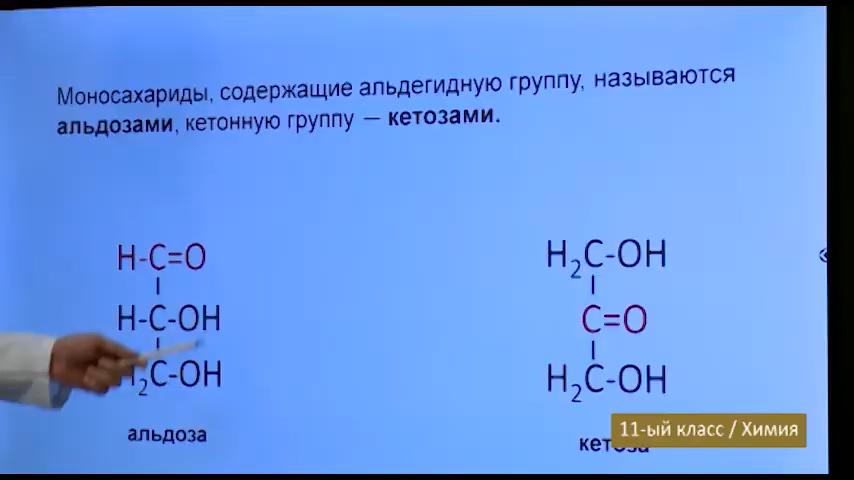 Моносахариды, содержащие альдегидную группу, называются
альдозами, кетонную группу – кетозами.
H-C=O
H-C-OH
H₂C-OH
альдоза
H₂C-OH
C=O
H₂C-OH
кетоза
11-ый класс / Химия